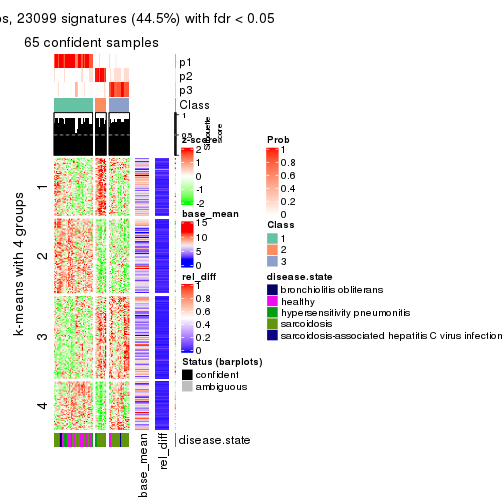 os, 23099 signatures (44.5%) with fdr < 0.05
65 confident samples
p1
p2
p3
Class
1
0.5
Silhouette
score
z-score
2
1
0
-1
-2
base_mean
15
10
5
0
rel_diff
1
0.8
0.6
0.4
0.2
0
Status (barplots)
confident
ambiguous
Prob
1
0.8
0.6
0.4
0.2
0
Class
1
2
3
disease.state
bronchiolitis obliterans
healthy
hypersensitivity pneumonitis
sarcoidosis
sarcoidosis-associated hepatitis C virus infection
k-means with 4 groups
1
2
3
4
disease.state
base_mean
rel_diff